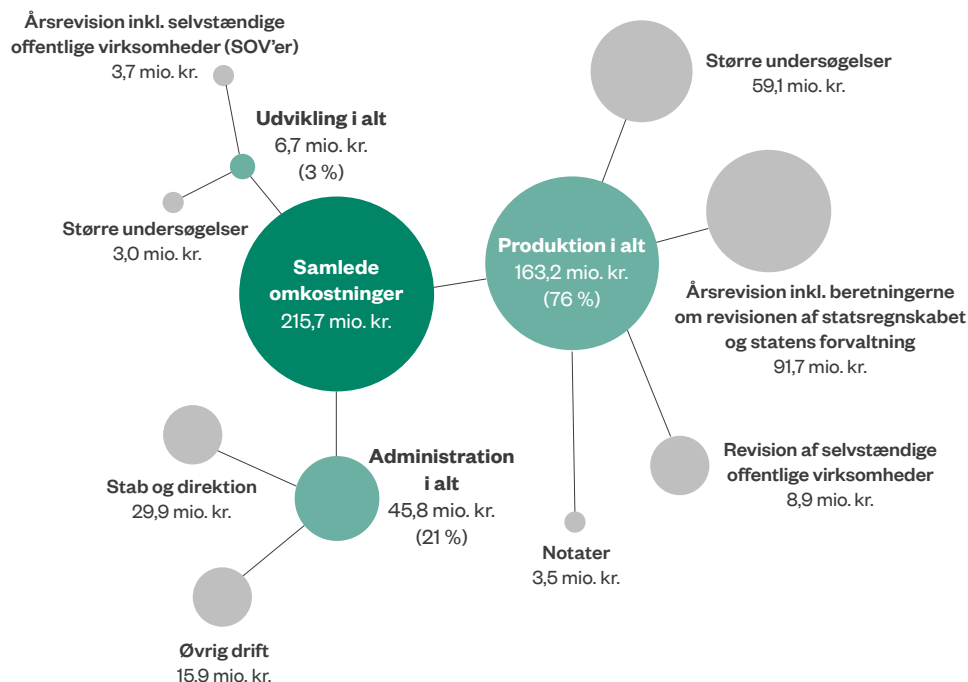 Årsrevision inkl. selvstændige
offentlige virksomheder (SOV'er)
3,7 mio. kr.
Udvikling i alt
6,7 mio. kr.
(3 %)
Større undersøgelser
3,0 mio. kr.
Samlede
omkostninger
215,7 mio. kr.
Større undersøgelser
59,1 mio. kr.
Produktion i alt
163,2 mio. kr.
(76 %)
Årsrevision inkl. beretningerne
om revisionen af statsregnskabet
og statens forvaltning
91,7 mio. kr.
Revision af selvstændige
offentlige virksomheder
8,9 mio. kr.
Notater
3,5 mio. kr.
Administration
i alt
45,8 mio. kr.
(21 %)
Stab og direktion
29,9 mio. kr.
Øvrig drift
15,9 mio. kr.